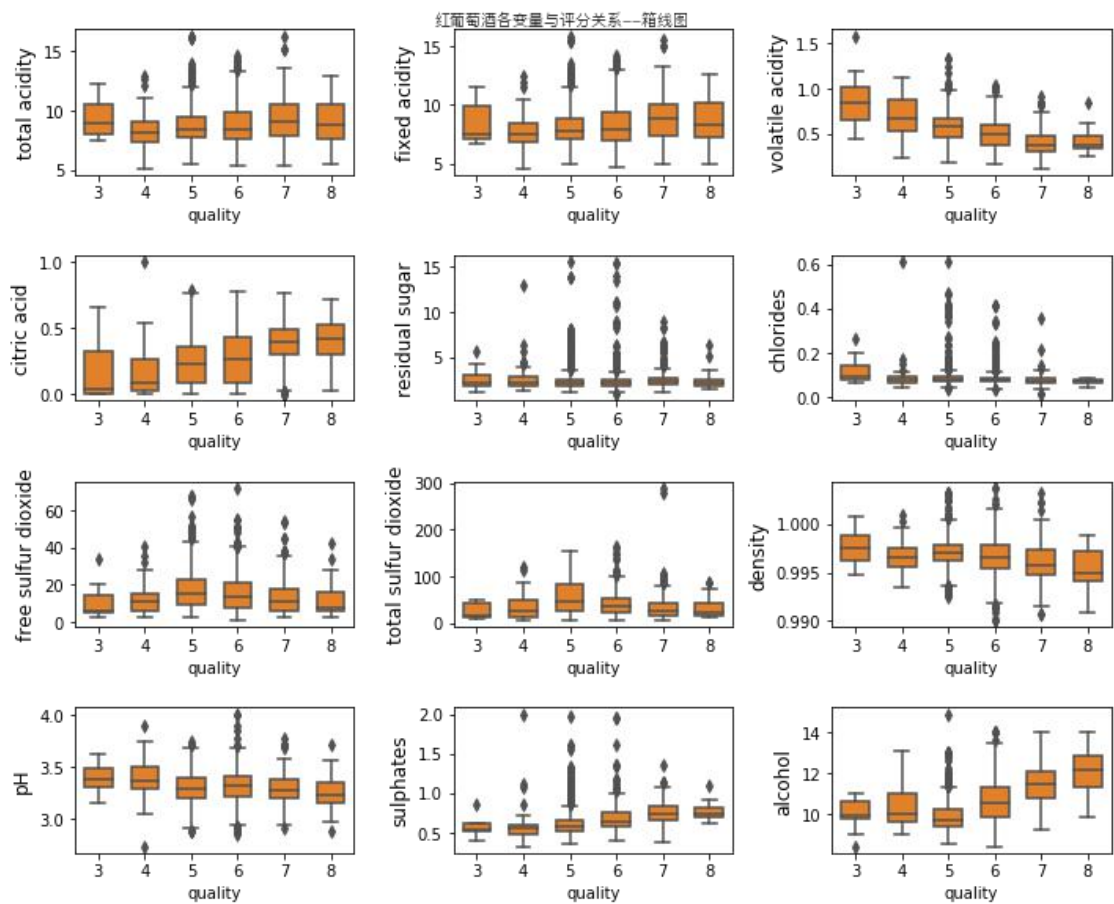 红葡萄酒各变量与评分关系--箱线图
total acidity
15
10
5
3 4 5 6 7 8
quality
fixed acidity
15
10
5
3 4 5 6 7 8
quality
volatile acidity
1.5
1.0
0.5
3 4 5 6 7 8
quality
citric acid
1.0
0.5
0.0
3 4 5 6 7 8
quality
residual sugar
15
10
5
3 4 5 6 7 8
quality
chlorides
0.6
0.4
0.2
0.0
3 4 5 6 7 8
quality
free sulfur dioxide
60
40
20
0
3 4 5 6 7 8
quality
total sulfur dioxide
300
200
100
0
3 4 5 6 7 8
quality
density
1.000
0.995
0.990
3 4 5 6 7 8
quality
pH
4.0
3.5
3.0
3 4 5 6 7 8
quality
sulphates
2.0
1.5
1.0
0.5
3 4 5 6 7 8
quality
alcohol
14
12
10
3 4 5 6 7 8
quality